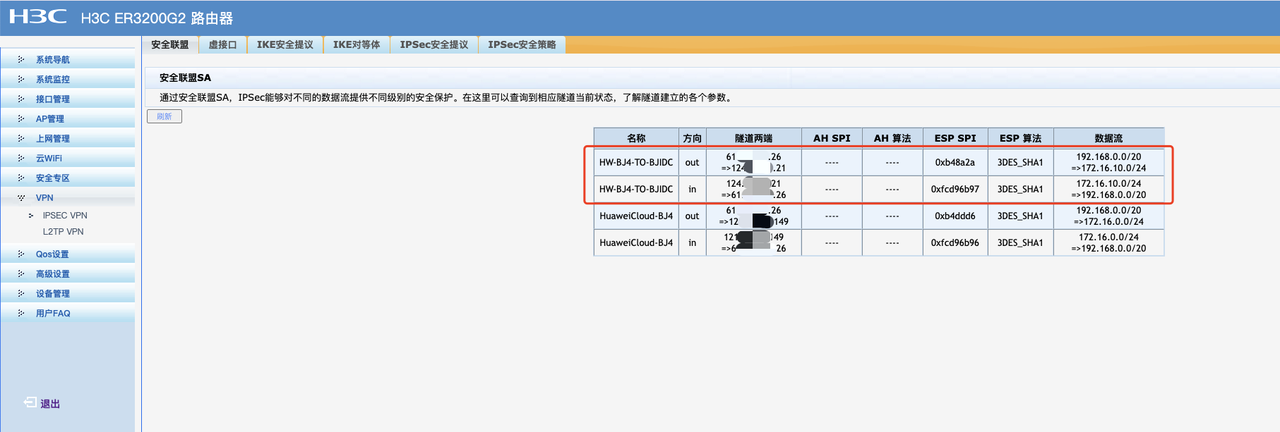 H3C H3C ER3200G2 路由器
安全联盟 虚接口 IKE安全提议 IKE对等体 IPSec安全提议 IPSec安全策略
系统导航
系统监控
接口管理
AP管理
上网管理
云WiFi
安全专区
VPN
IPSEC VPN
L2TP VPN
Qos设置
高级设置
设备管理
用户FAQ
退出
安全联盟SA
通过安全联盟SA，IPSec能够对不同的数据流提供不同级别的安全保护。在这里可以查询到相应隧道当前状态，了解隧道建立的各个参数。
刷新
名称 方向 隧道两端 AH SPI AH 算法 ESP SPI ESP 算法 数据流
HW-BJ4-TO-BJIDC out 61 .26 =>124 .21 ---- ---- 0xb48a2a 3DES_SHA1 192.168.0.0/20 =>172.16.10.0/24
HW-BJ4-TO-BJIDC in 124. 21 =>61 .26 ---- ---- 0xfcd96b97 3DES_SHA1 172.16.10.0/24 =>192.168.0.0/20
HuaweiCloud-BJ4 out 61 .26 =>12 149 ---- ---- 0xb4ddd6 3DES_SHA1 192.168.0.0/20 =>172.16.0.0/24
HuaweiCloud-BJ4 in 121 49 =>6 26 ---- ---- 0xfcd96b96 3DES_SHA1 172.16.0.0/24 =>192.168.0.0/20